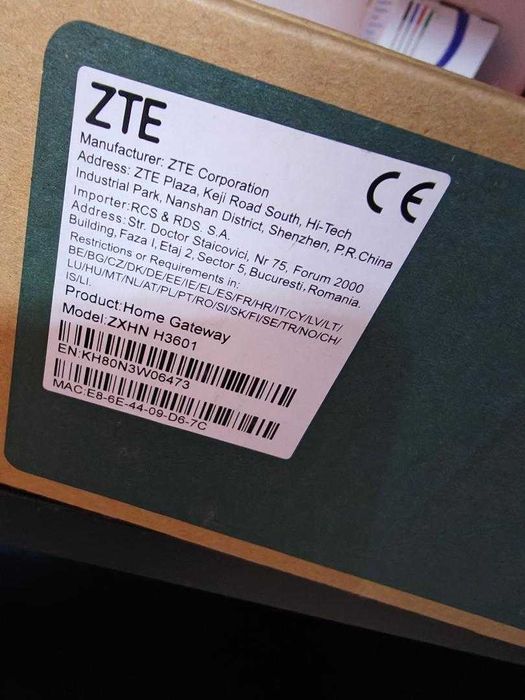 ZTE
CE
Manufacturer: ZTE Corporation
Address: ZTE Plaza, Keji Road South, Hi-Tech
Industrial Park, Nanshan District, Shenzhen, P.R.China
Importer:RCS & RDS. S.A.
Address:Str. Doctor Staicovici, Nr 75, Forum 2000
Building, Faza I, Etaj 2, Sector 5, Bucuresti, Romania.
Restrictions or Requirements in:
BE/BG/CZ/DK/DE/EE/IE/EL/ES/FR/HR/IT/CY/LV/LT/
LU/HU/MT/NL/AT/PL/PT/RO/SI/SK/FI/SE/TR/NO/CH/
IS/LI.
Product:Home Gateway
Model:ZXHN H3601
EN:KH80N3W06473
MAC:E8-6E-44-09-D6-7C